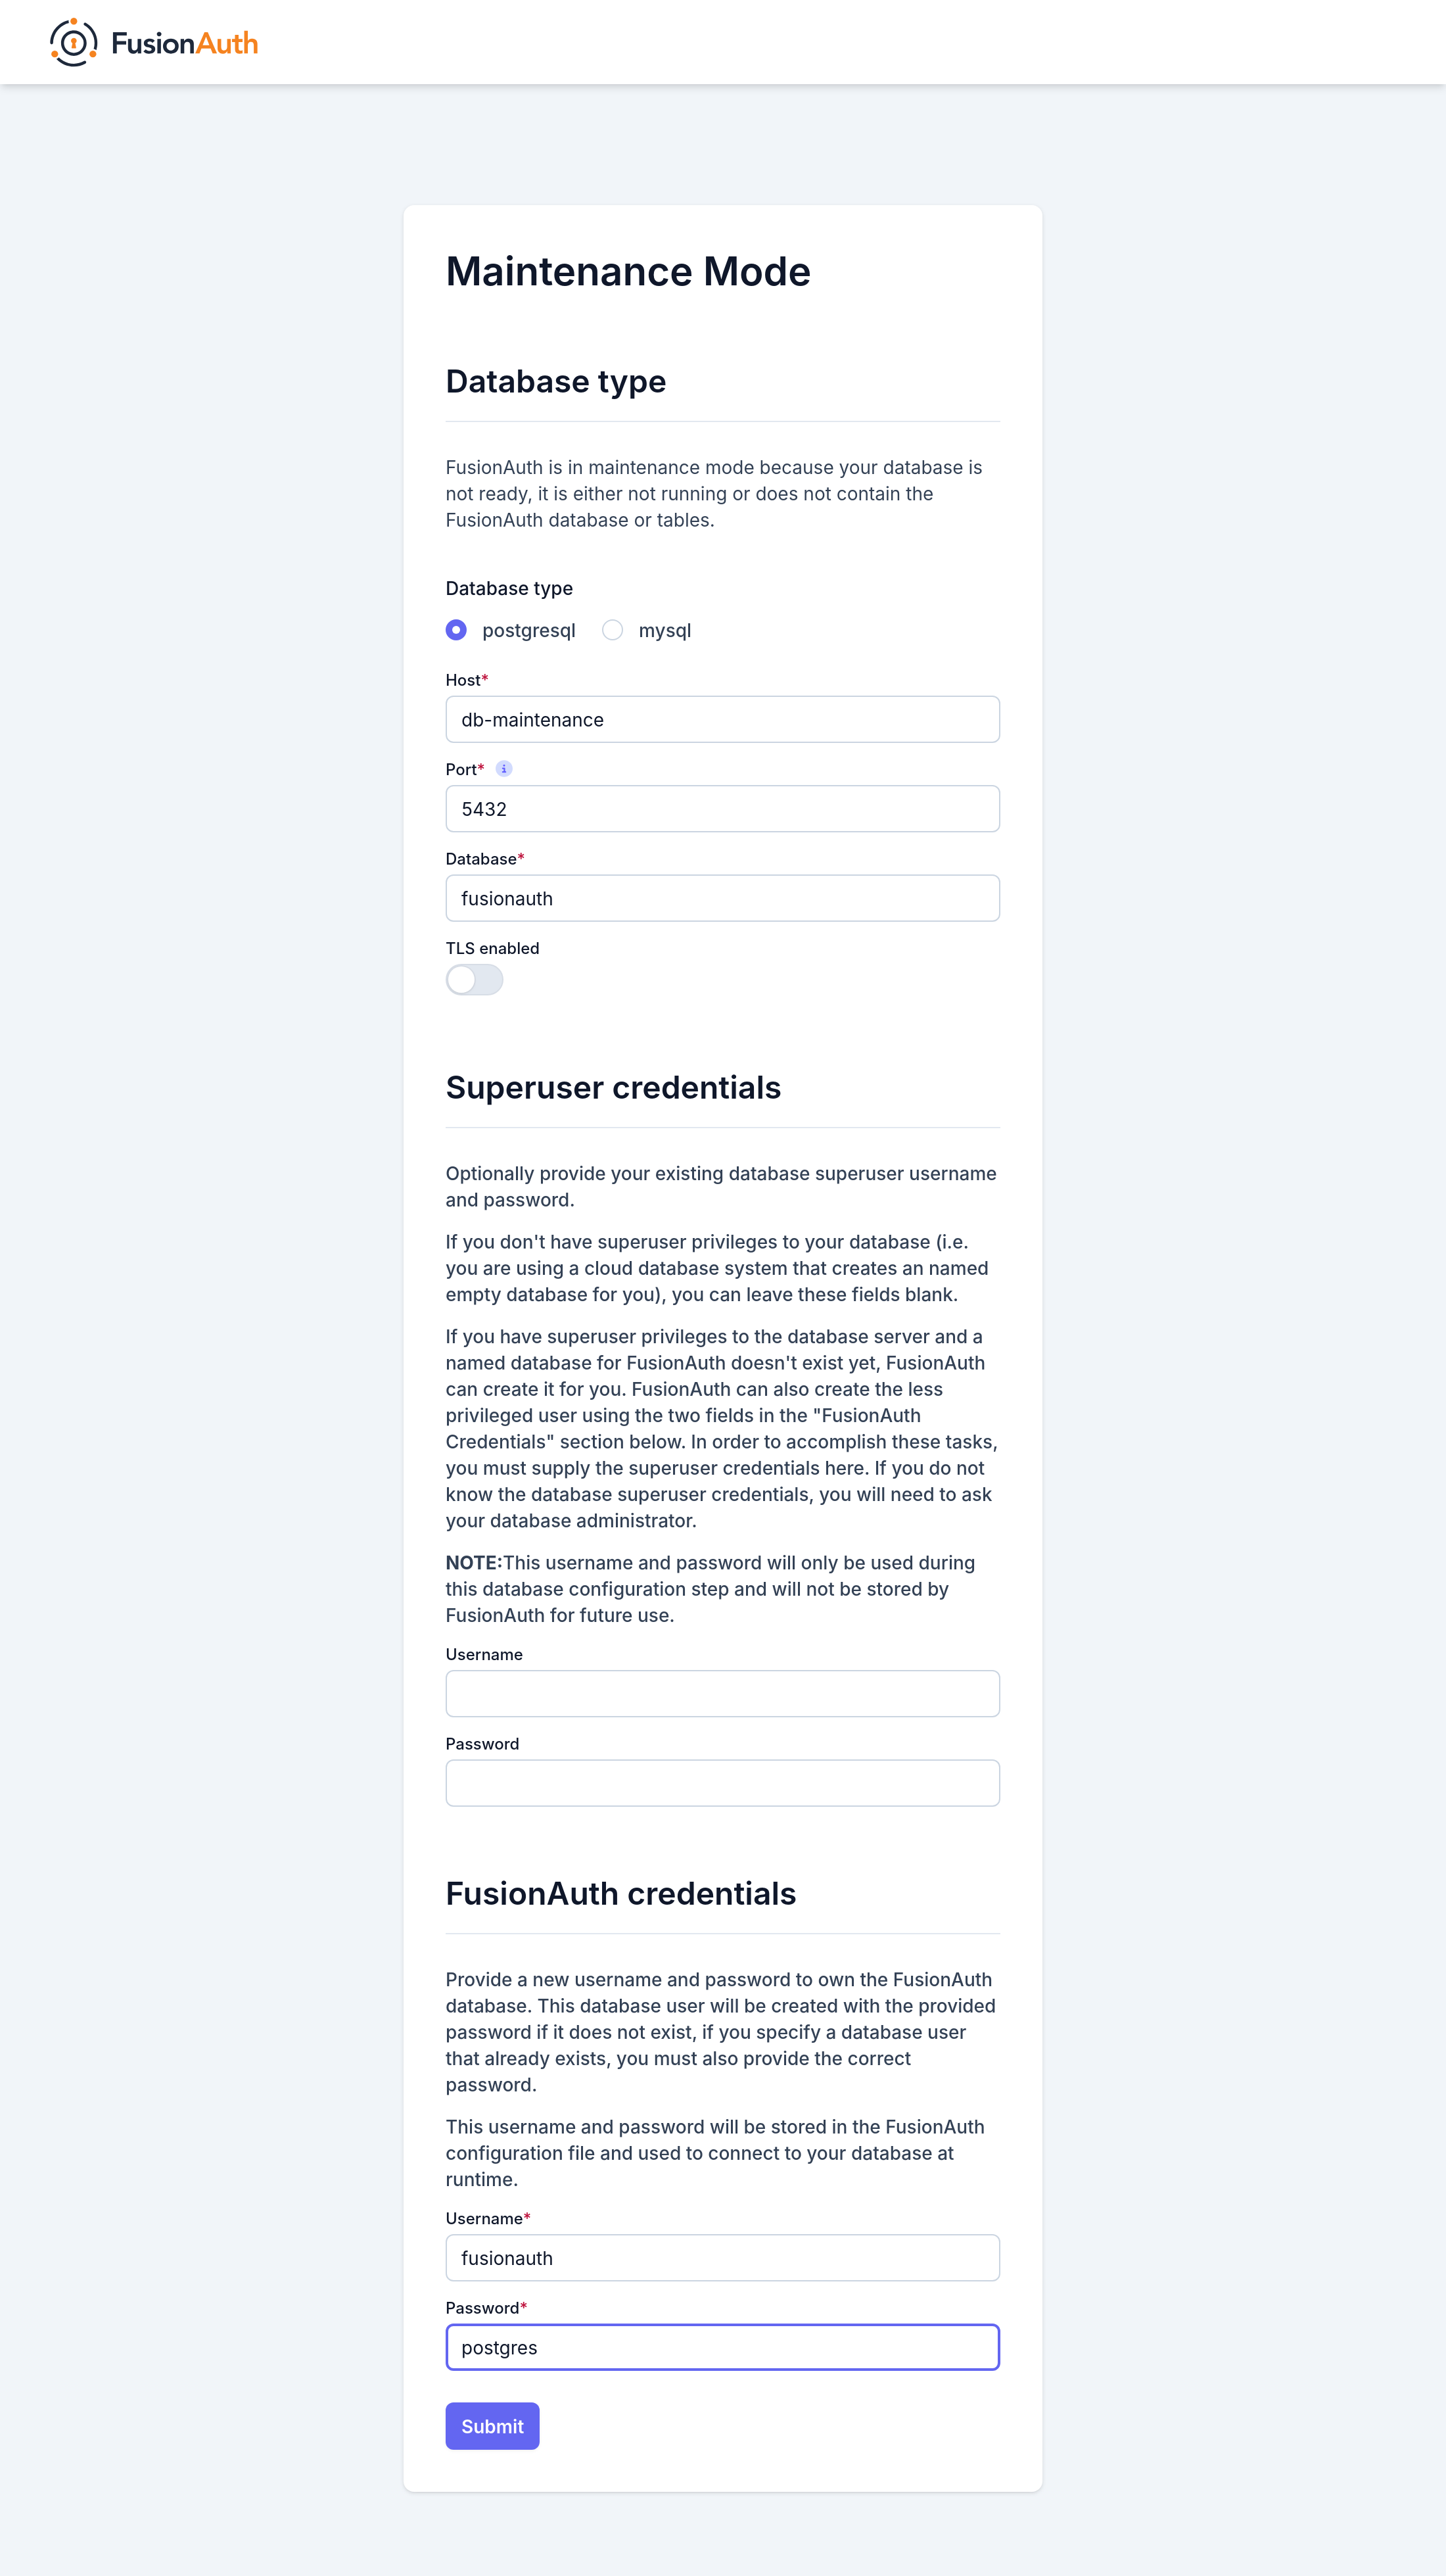 FusionAuth
Maintenance Mode
Database type
FusionAuth is in maintenance mode because your database is
not ready, it is either not running or does not contain the
FusionAuth database or tables.
Database type
postgresql mysql
Host*
db-maintenance
Port* i
5432
Database*
fusionauth
TLS enabled
Superuser credentials
Optionally provide your existing database superuser username
and password.
If you don't have superuser privileges to your database (i.e.
you are using a cloud database system that creates an named
empty database for you), you can leave these fields blank.
If you have superuser privileges to the database server and a
named database for FusionAuth doesn't exist yet, FusionAuth
can create it for you. FusionAuth can also create the less
privileged user using the two fields in the "FusionAuth
Credentials" section below. In order to accomplish these tasks,
you must supply the superuser credentials here. If you do not
know the database superuser credentials, you will need to ask
your database administrator.
NOTE:This username and password will only be used during
this database configuration step and will not be stored by
FusionAuth for future use.
Username
Password
FusionAuth credentials
Provide a new username and password to own the FusionAuth
database. This database user will be created with the provided
password if it does not exist, if you specify a database user
that already exists, you must also provide the correct
password.
This username and password will be stored in the FusionAuth
configuration file and used to connect to your database at
runtime.
Username*
fusionauth
Password*
postgres
Submit